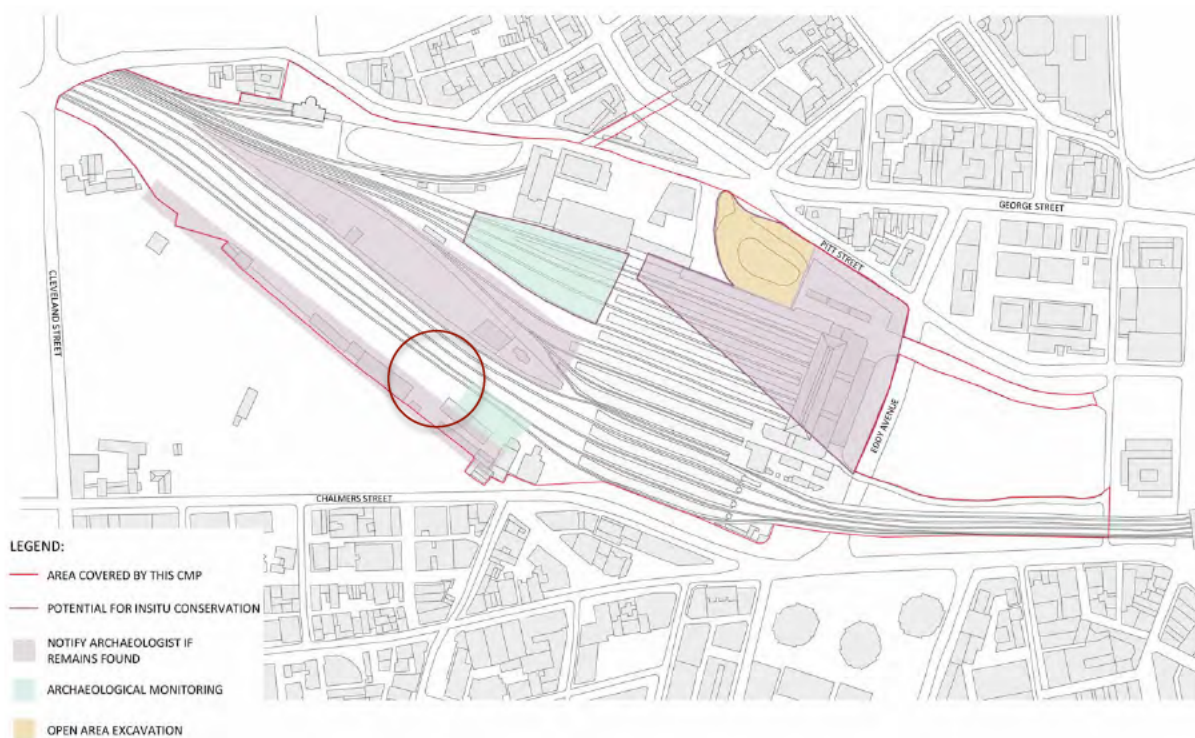 GEORGE STREET
PITT STREET
CLEVELAND STREET
EDDY AVENUE
CHALMERS STREET
LEGEND:
AREA COVERED BY THIS CMP
POTENTIAL FOR INSITU CONSERVATION
NOTIFY ARCHAEOLOGIST IF
REMAINS FOUND
ARCHAEOLOGICAL MONITORING
OPEN AREA EXCAVATION